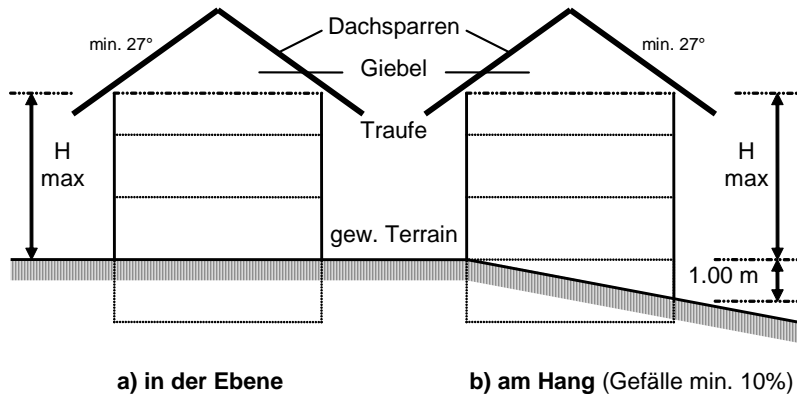 min. 27°
Dachsparren
min. 27°
Giebel
H
max
Traufe
H
max
gew. Terrain
1.00 m
a) in der Ebene
b) am Hang (Gefälle min. 10%)